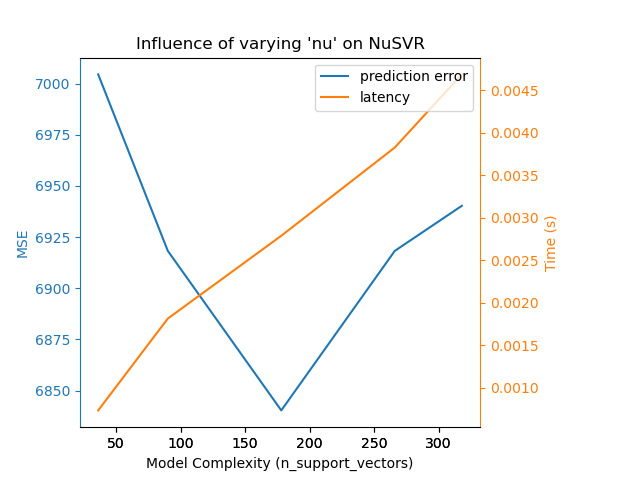 Influence of varying 'nu' on NuSVR
prediction error
latency
7000
6975
6950
6925
6900
6875
6850
MSE
0.0045
0.0040
0.0035
0.0030
0.0025
0.0020
0.0015
0.0010
Time (s)
50 100 150 200 250 300
Model Complexity (n_support_vectors)